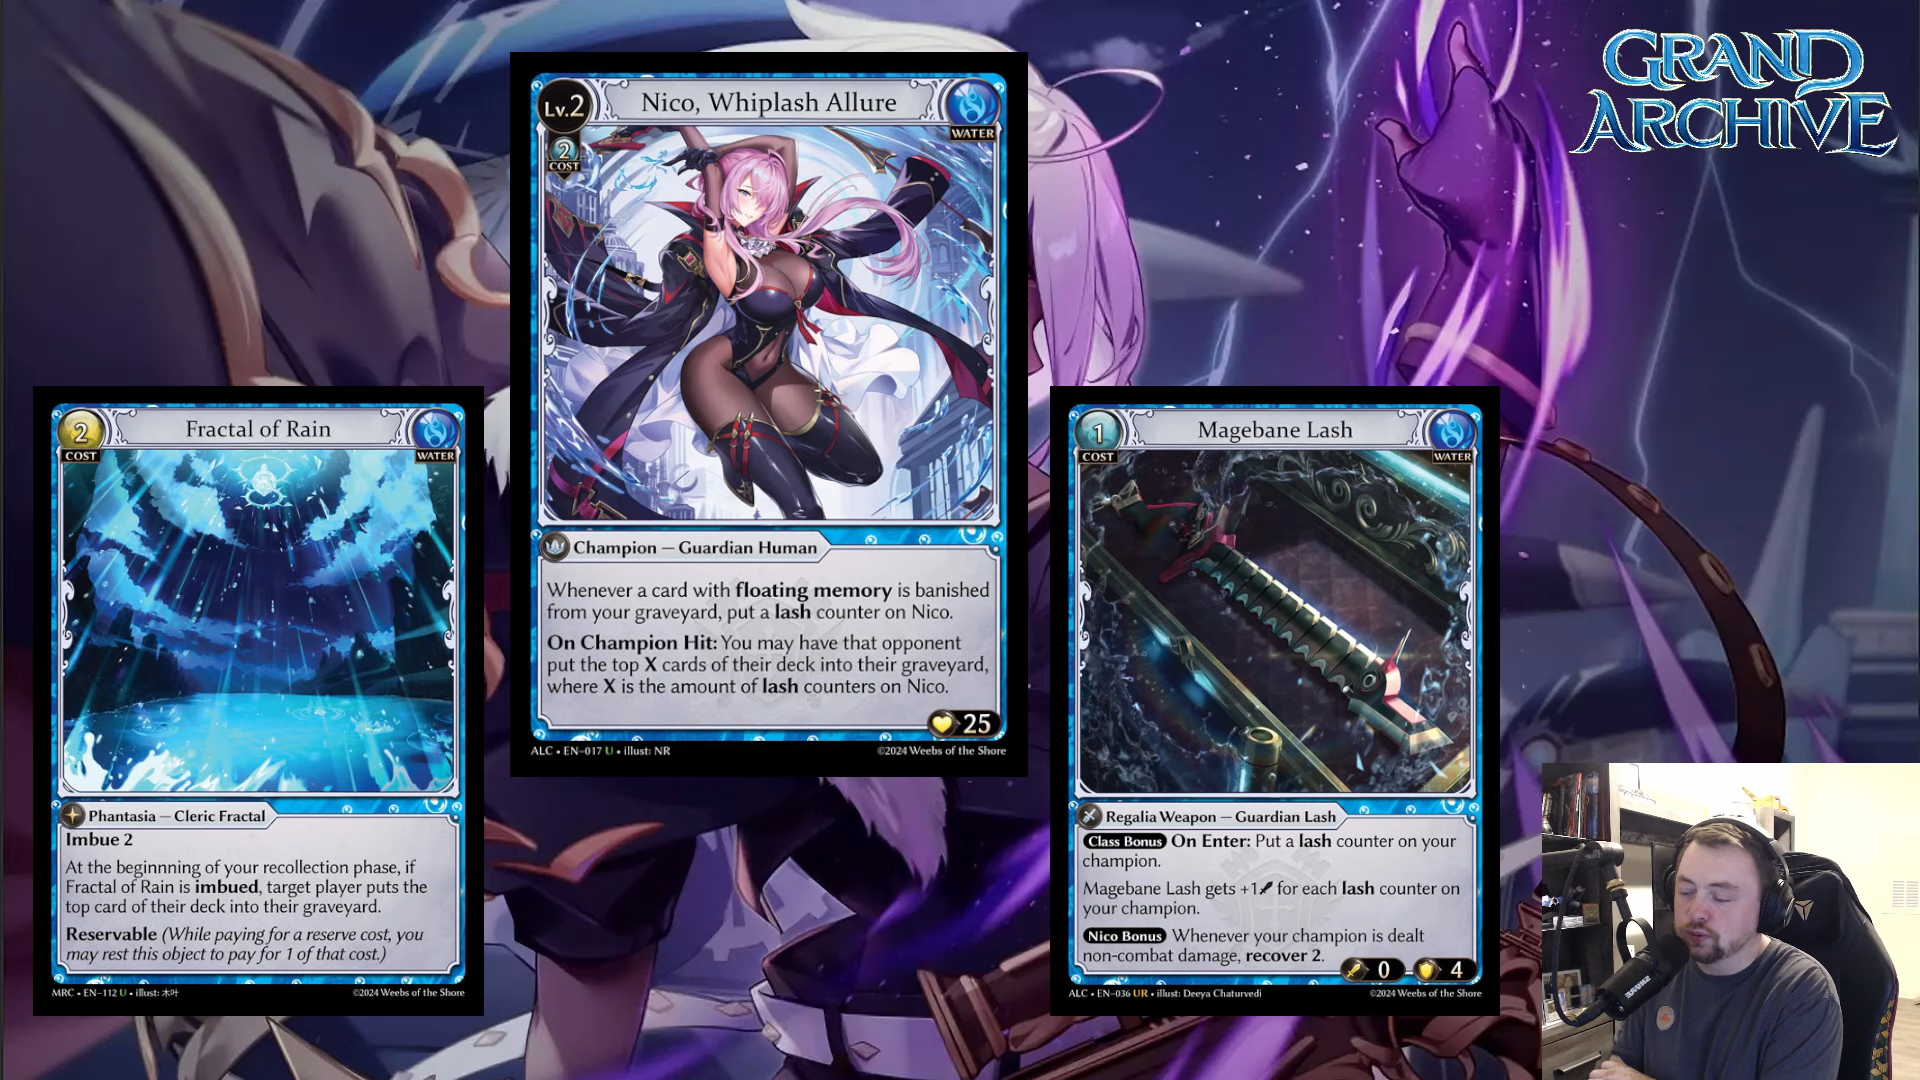 GRAND
ARCHIVE
Lv.2
Nico, Whiplash Allure
WATER
2
COST
Champion — Guardian Human
Whenever a card with floating memory is banished
from your graveyard, put a lash counter on Nico.
On Champion Hit: You may have that opponent
put the top X cards of their deck into their graveyard,
where X is the amount of lash counters on Nico.
25
ALC • EN-017 U • illust: NR
©2024 Weebs of the Shore
2
COST
Fractal of Rain
WATER
Phantasia — Cleric Fractal
Imbue 2
At the beginnning of your recollection phase, if
Fractal of Rain is imbued, target player puts the
top card of their deck into their graveyard.
Reservable (While paying for a reserve cost, you
may rest this object to pay for 1 of that cost.)
MRC • EN-112 U • illust: 木叶
©2024 Weebs of the Shore
1
COST
Magebane Lash
WATER
Regalia Weapon — Guardian Lash
Class Bonus On Enter: Put a lash counter on your
champion.
Magebane Lash gets +1 for each lash counter on
your champion.
Nico Bonus Whenever your champion is dealt
non-combat damage, recover 2.
0
4
ALC • EN-036 UR • illust: Deeya Chaturvedi
©2024 Weebs of the Shore